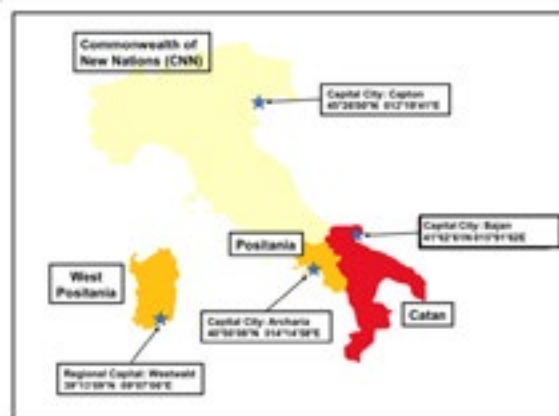 Commonwealth of
New Nations (CNN)
Capital City: Capton
Capital City: Bajan
Positania
West
Positania
Capital City: Archaria
Catan
Regional Capital: Westwald